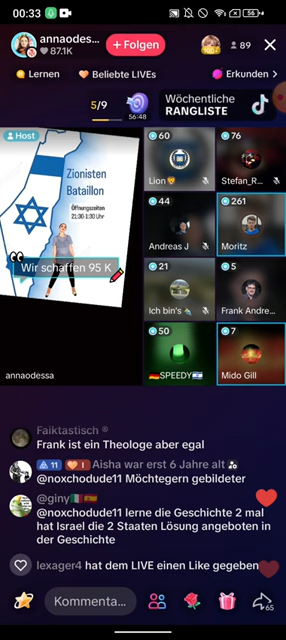 00:33
56
annaodes...
87.1K
+ Folgen
89
Lernen
Beliebte LIVEs
Erkunden >
5/9
56:48
Wöchentliche
RANGLISTE
Host
Zionisten
Bataillon
Öffnungszeiten
21:00-1:00 Uhr
Wir schaffen 95 K
annaodessa
60
Lion🦁
76
Stefan_R...
44
Andreas J
261
Moritz
21
Ich bin's
5
Frank Andre...
50
🇩🇪SPEEDY🇮🇱
7
Mido Gill
Faiktastisch ®
Frank ist ein Theologe aber egal
11 1 Aisha war erst 6 Jahre alt
@noxchodude11 Möchtegern gebildeter
@giny🇮🇹🇪🇸
@noxchodude11 lerne die Geschichte 2 mal
hat Israel die 2 Staaten Lösung angeboten in
der Geschichte
lexager4 hat dem LIVE einen Like gegeben
Kommenta...
65